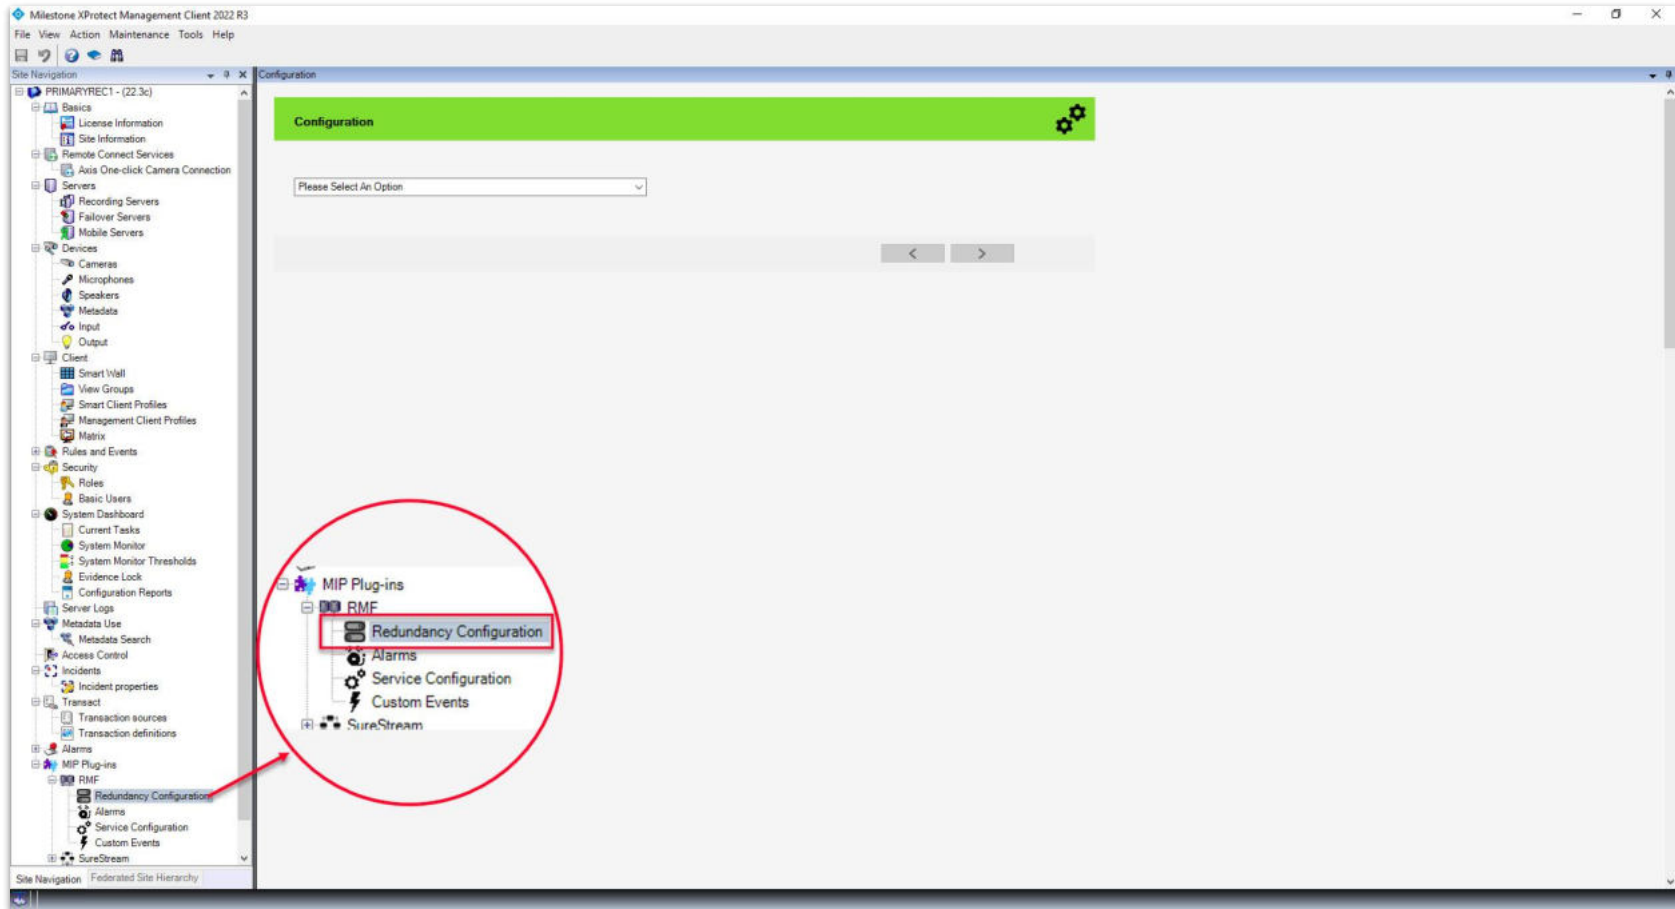 Milestone XProtect Management Client 2022 R3
File View Action Maintenance Tools Help
Site Navigation
Configuration
PRIMARYREC1 - (22.3c)
Basics
License Information
Site Information
Remote Connect Services
Axis One-click Camera Connection
Servers
Recording Servers
Failover Servers
Mobile Servers
Devices
Cameras
Microphones
Speakers
Metadata
Input
Output
Client
Smart Wall
View Groups
Smart Client Profiles
Management Client Profiles
Matrix
Rules and Events
Security
Roles
Basic Users
System Dashboard
Current Tasks
System Monitor
System Monitor Thresholds
Evidence Lock
Configuration Reports
Server Logs
Metadata Use
Metadata Search
Access Control
Incidents
Incident properties
Transact
Transaction sources
Transaction definitions
Alarms
MIP Plug-ins
RMF
Redundancy Configuration
Alarms
Service Configuration
Custom Events
SureStream
Site Navigation Federated Site Hierarchy
Configuration
Please Select An Option
< >
MIP Plug-ins
RMF
Redundancy Configuration
Alarms
Service Configuration
Custom Events
SureStream